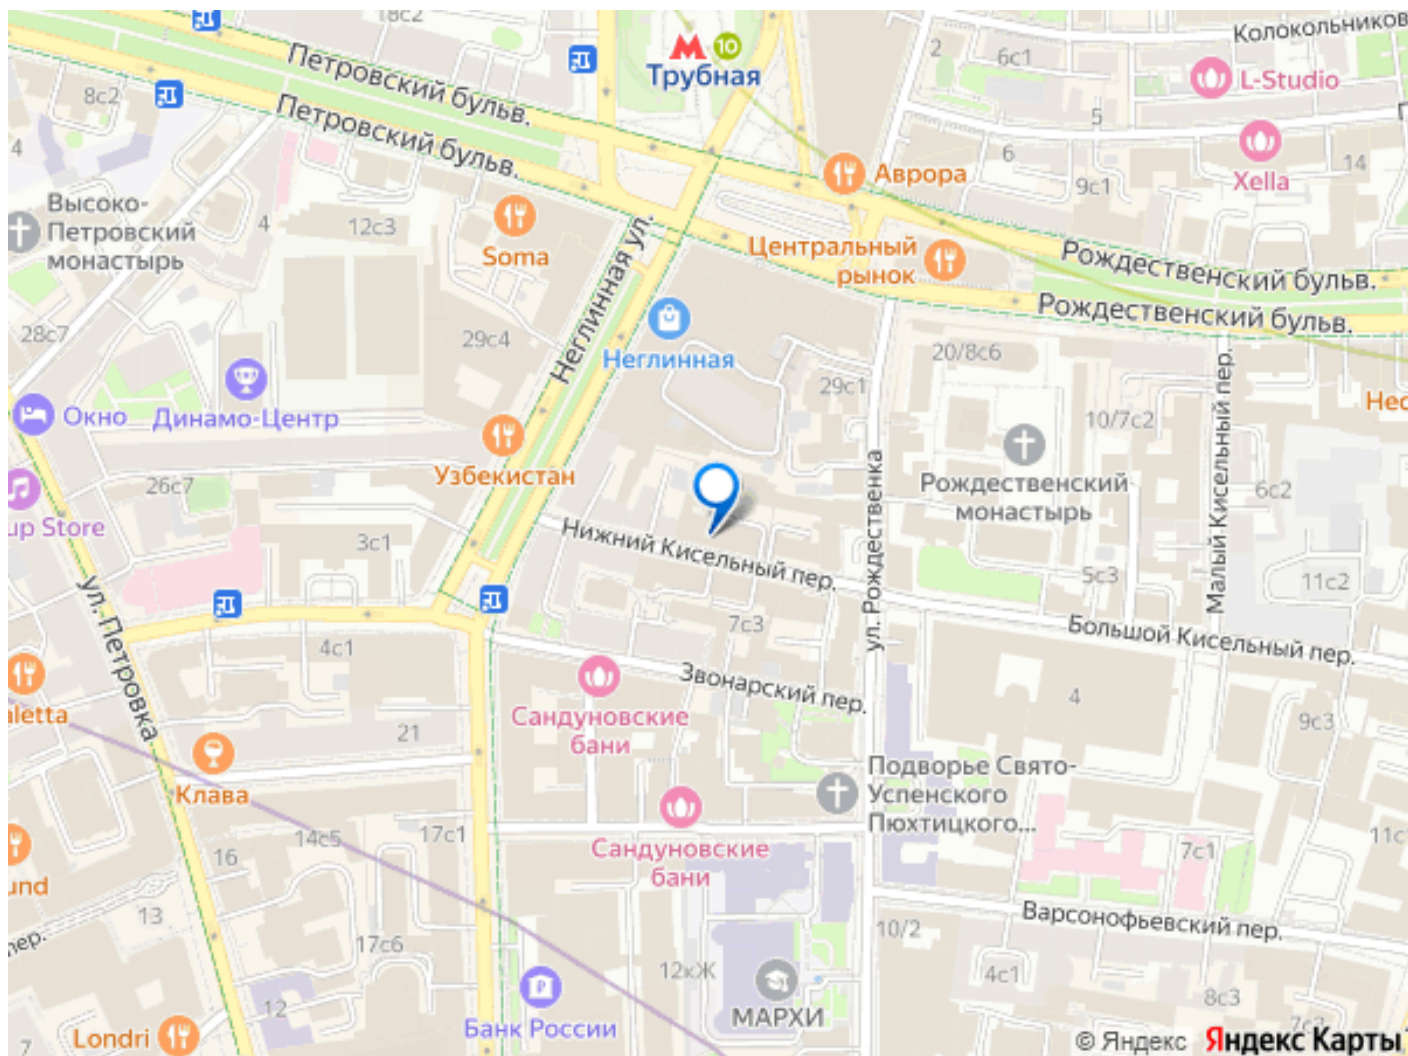 18с2
Колокольников
6с1
2
10
Трубная
L-Studio
Петровский бульв.
8с2
Петровский бульв.
5
6
14
4
Аврора
9с1
Xella
Высоко-
Петровский
монастырь
4
12с3
Soma
Неглинная ул.
Центральный
рынок
Рождественский бульв.
Рождественский бульв.
28с7
29с4
Неглинная
20/8с6
29с1
Малый Кисельный пер.
Окно
Динамо-Центр
10/7с2
Узбекистан
ул. Рождественка
Рождественский
монастырь
26с7
6с2
up Store
3с1
Нижний Кисельный пер.
5с3
11с2
ул. Петровка
7с3
Большой Кисельный пер.
4с1
Звонарский пер.
4
aletta
Сандуновские
бани
9с3
21
Клава
Подворье Свято-
Успенского
Пюхтицкого...
14с5
17с1
16
Сандуновские
бани
7с1
und
13
Варсонофьевский пер.
10/2
пер.
17с6
12кЖ
4с1
12
8с3
МАРХИ
Банк России
Londri
7
© Яндекс
Яндекс Карты